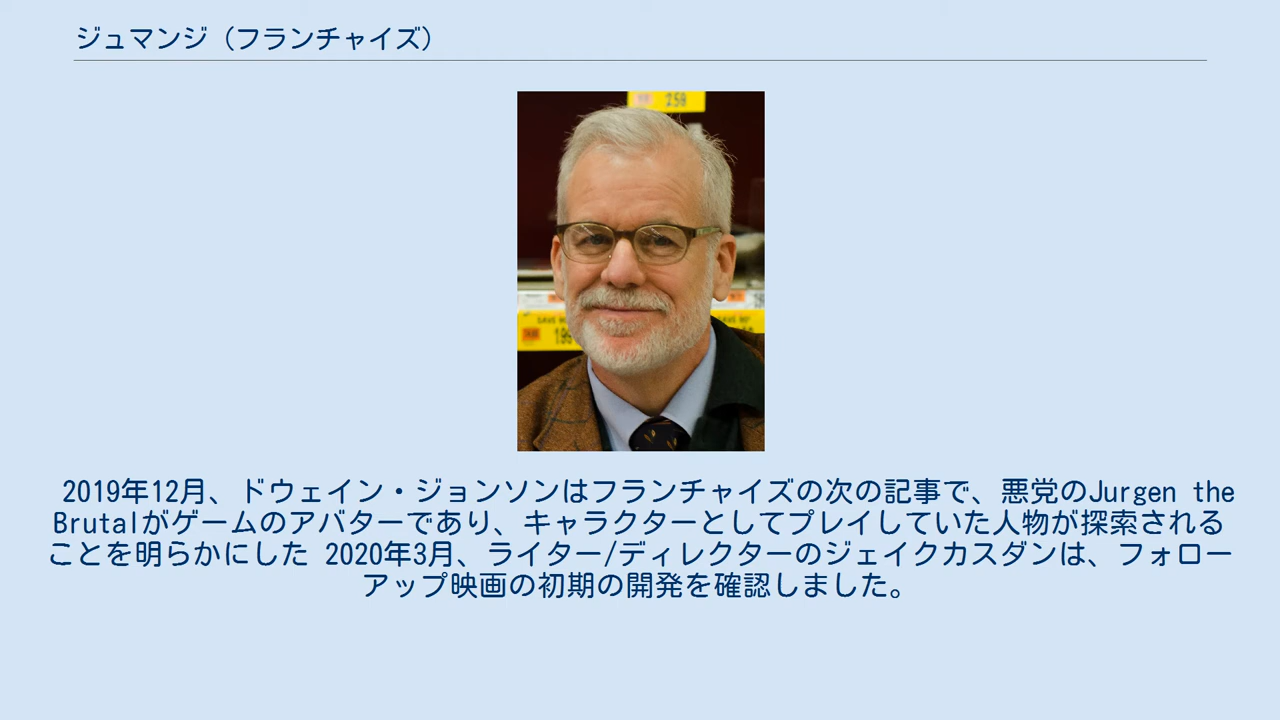 ジュマンジ（フランチャイズ）
259
SAVE 80
199
2019年12月、ドウェイン・ジョンソンはフランチャイズの次の記事で、悪党のJurgen the
Brutalがゲームのアバターであり、キャラクターとしてプレイしていた人物が探索される
ことを明らかにした 2020年3月、ライター/ディレクターのジェイクカスダンは、フォロー
アップ映画の初期の開発を確認しました。